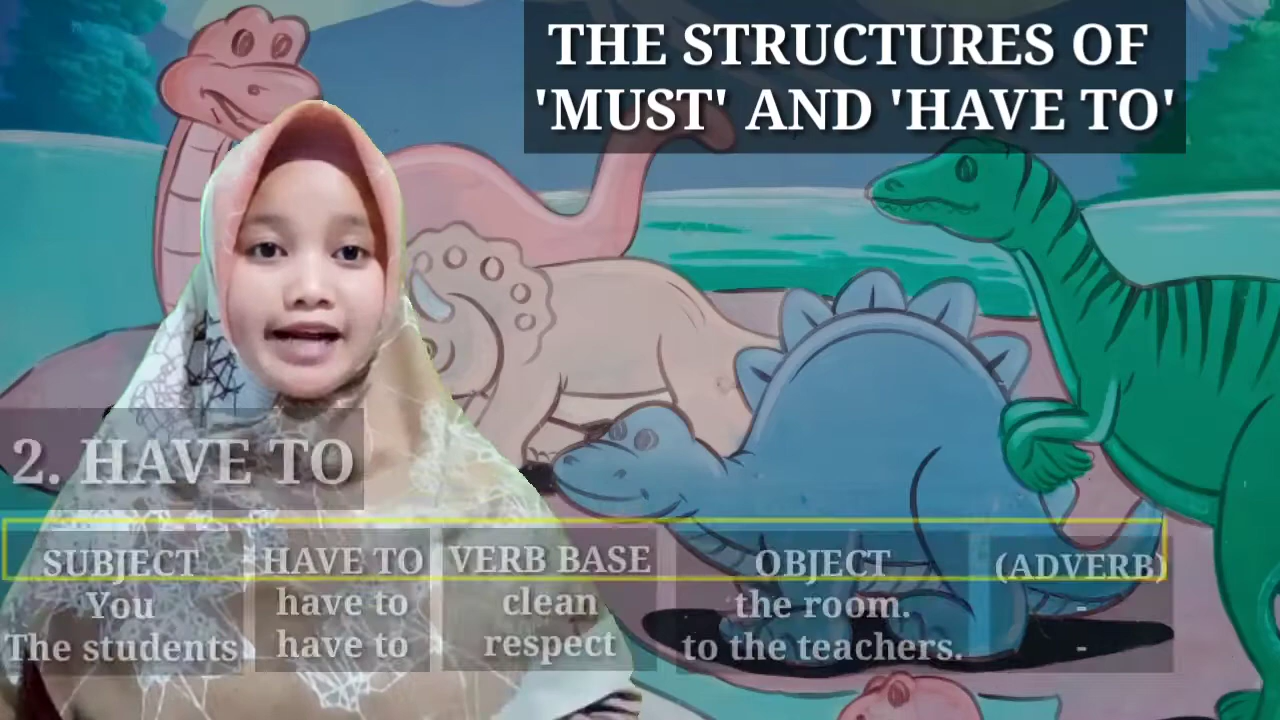 THE STRUCTURES OF
'MUST' AND 'HAVE TO'
2. HAVE TO
SUBJECT HAVE TO VERB BASE OBJECT (ADVERB)
You have to clean the room. -
The students have to respect to the teachers. -